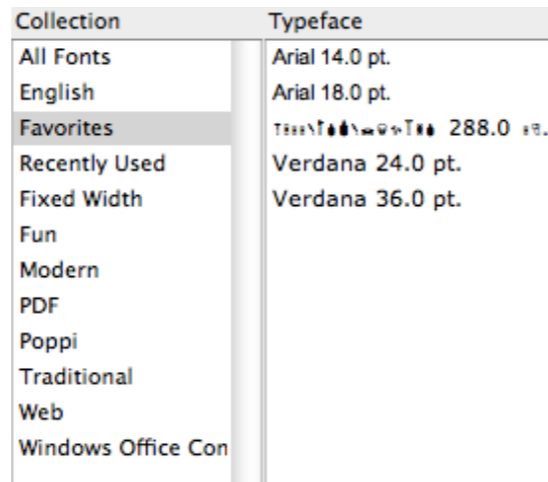 Collection
Typeface
All Fonts
English
Favorites
Recently Used
Fixed Width
Fun
Modern
PDF
Poppi
Traditional
Web
Windows Office Con
Arial 14.0 pt.
Arial 18.0 pt.
288.0
Verdana 24.0 pt.
Verdana 36.0 pt.